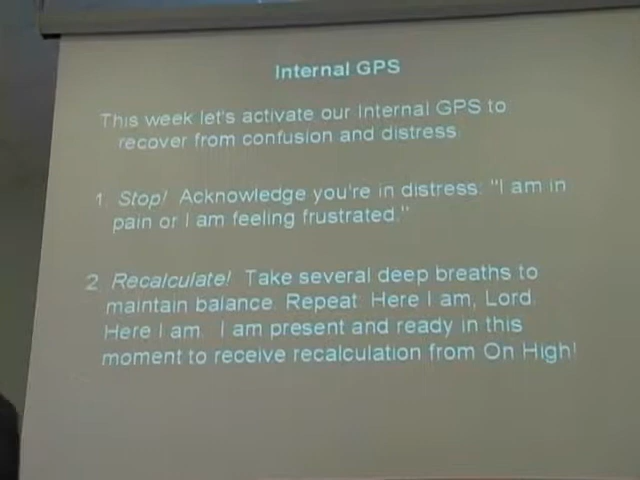 Internal GPS
This week let's activate our Internal GPS to
recover from confusion and distress.
1. Stop! Acknowledge you're in distress: "I am in
pain or I am feeling frustrated."
2. Recalculate! Take several deep breaths to
maintain balance. Repeat: Here I am, Lord.
Here I am. I am present and ready in this
moment to receive recalculation from On High!